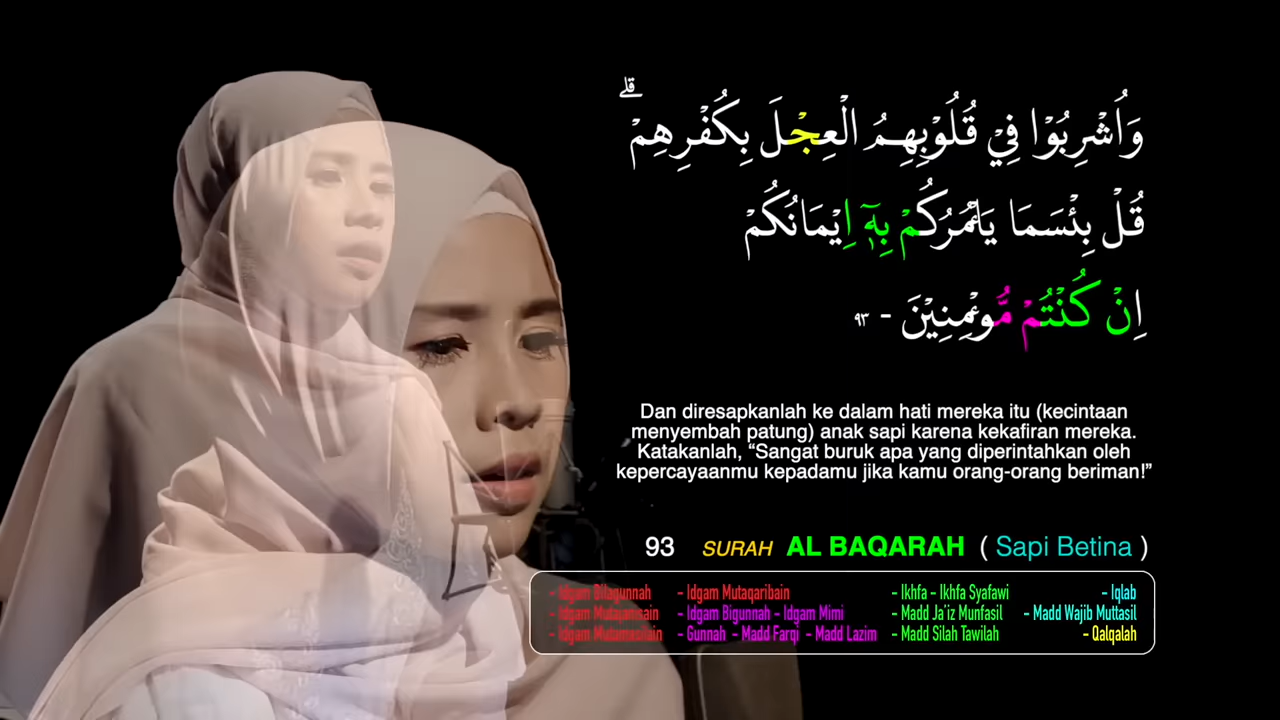 وَاُشْرِبُوْا فِيْ قُلُوْبِهِمُ الْعِجْلَ بِكُفْرِهِمْ ۗ
قُلْ بِئْسَمَا يَأْمُرُكُمْ بِهٖٓ اِيْمَانُكُمْ
اِنْ كُنْتُمْ مُّؤْمِنِيْنَ - ٩٣
Dan diresapkanlah ke dalam hati mereka itu (kecintaan
menyembah patung) anak sapi karena kekafiran mereka.
Katakanlah, “Sangat buruk apa yang diperintahkan oleh
kepercayaanmu kepadamu jika kamu orang-orang beriman!”
93 SURAH AL BAQARAH ( Sapi Betina )
- Idgam Bilagunnah - Idgam Mutaqaribain - Ikhfa - Ikhfa Syafawi - Iqlab
- Idgam Mutajanisain - Idgam Bigunnah - Idgam Mimi - Madd Ja'iz Munfasil - Madd Wajib Muttasil
- Idgam Mutamasilain - Gunnah - Madd Farqi - Madd Lazim - Madd Silah Tawilah - Qalqalah